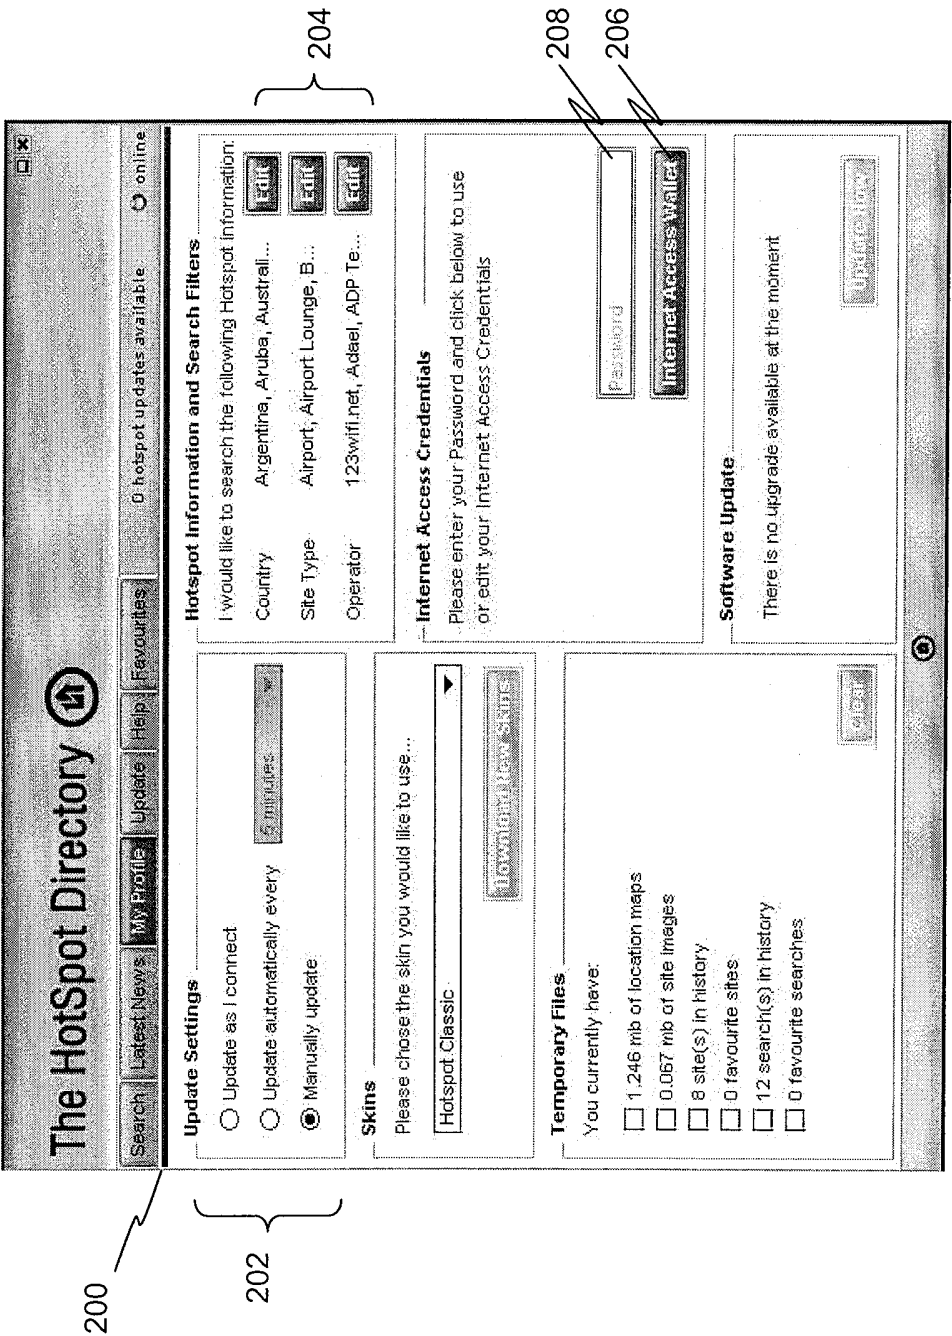 200
The HotSpot Directory
Search Latest News My Profile Update Help Favourites 0 hotspot updates available online
202
Update Settings
Update as I connect
Update automatically every 5 minutes
Manually update
Skins
Please chose the skin you would like to use...
Hotspot Classic
Download New Skins
Temporary Files
You currently have:
1.246 mb of location maps
0.067 mb of site images
8 site(s) in history
0 favourite sites
12 search(s) in history
0 favourite searches
Clear
Hotspot Information and Search Filters
I would like to search the following Hotspot information:
Country Argentina, Aruba, Australi... Edit
Site Type Airport, Airport Lounge, B... Edit
Operator 123wifi.net, Adael, ADP Te... Edit
204
Internet Access Credentials
Please enter your Password and click below to use
or edit your Internet Access Credentials
Password
208
Internet Access Wallet
206
Software Update
There is no upgrade available at the moment
Update Now